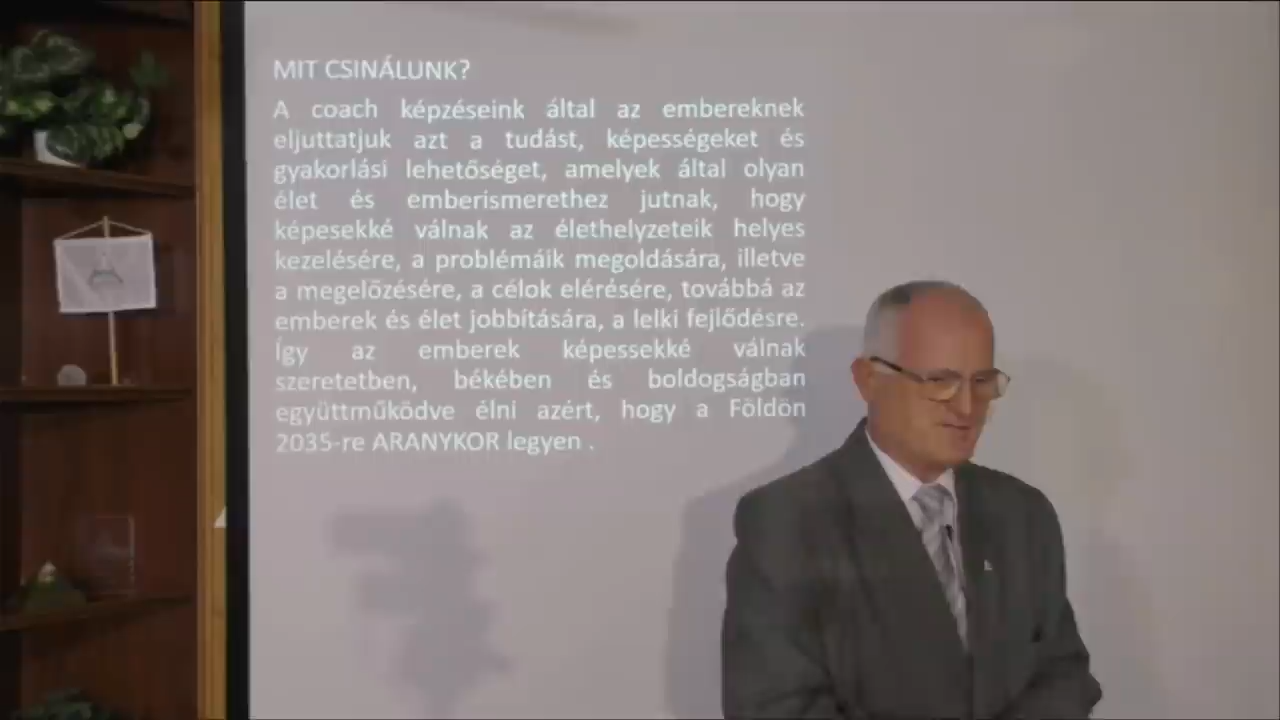 MIT CSINÁLUNK?
A coach képzéseink által az embereknek
eljuttatjuk azt a tudást, képességeket és
gyakorlási lehetőséget, amelyek által olyan
élet és emberismerethez jutnak, hogy
képesekké válnak az élethelyzeteik helyes
kezelésére, a problémáik megoldására, illetve
a megelőzésére, a célok elérésére, továbbá az
emberek és élet jobbítására, a lelki fejlődésre.
Így az emberek képessekké válnak
szeretetben, békében és boldogságban
együttműködve élni azért, hogy a Földön
2035-re ARANYKOR legyen .